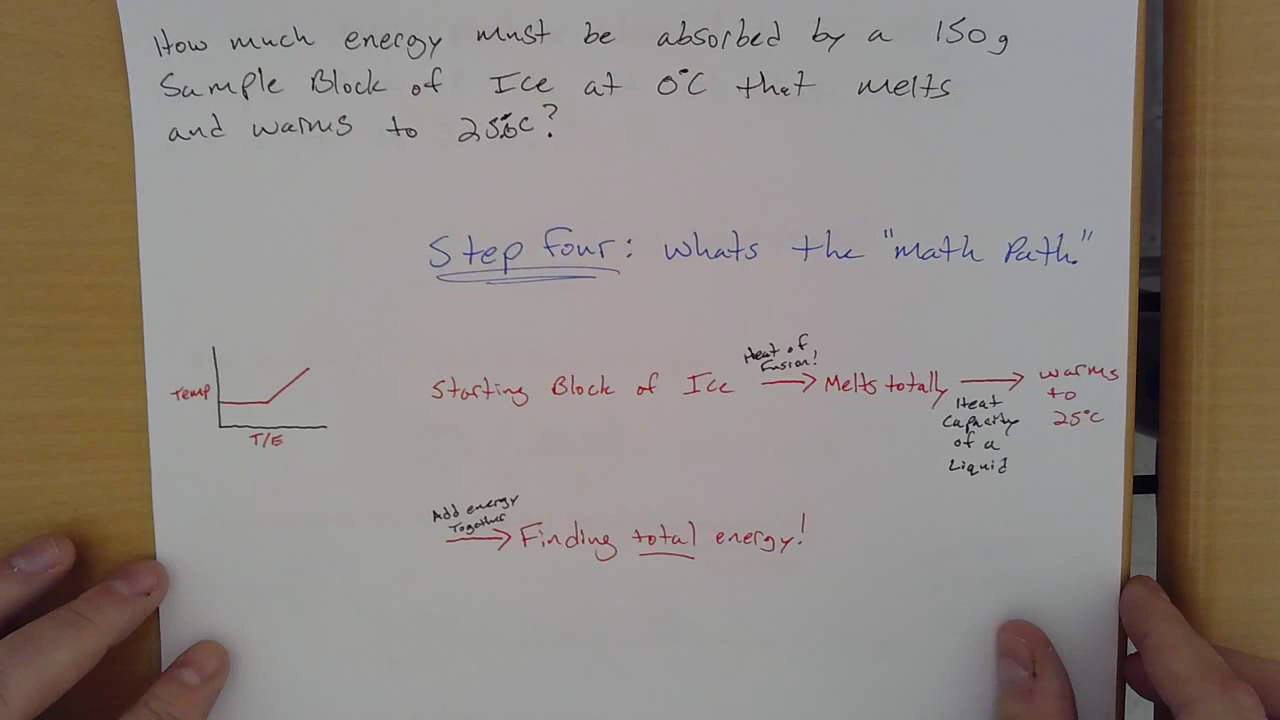 How much energy must be absorbed by a 150g
Sample Block of Ice at 0°C that melts
and warms to 25°C?
Step four: whats the "math Path."
Temp
T/E
Starting Block of Ice
Heat of
Fusion!
Melts totally
Heat
Capacity
of a
Liquid
warms
to
25°C
Add energy
Together
Finding total energy!